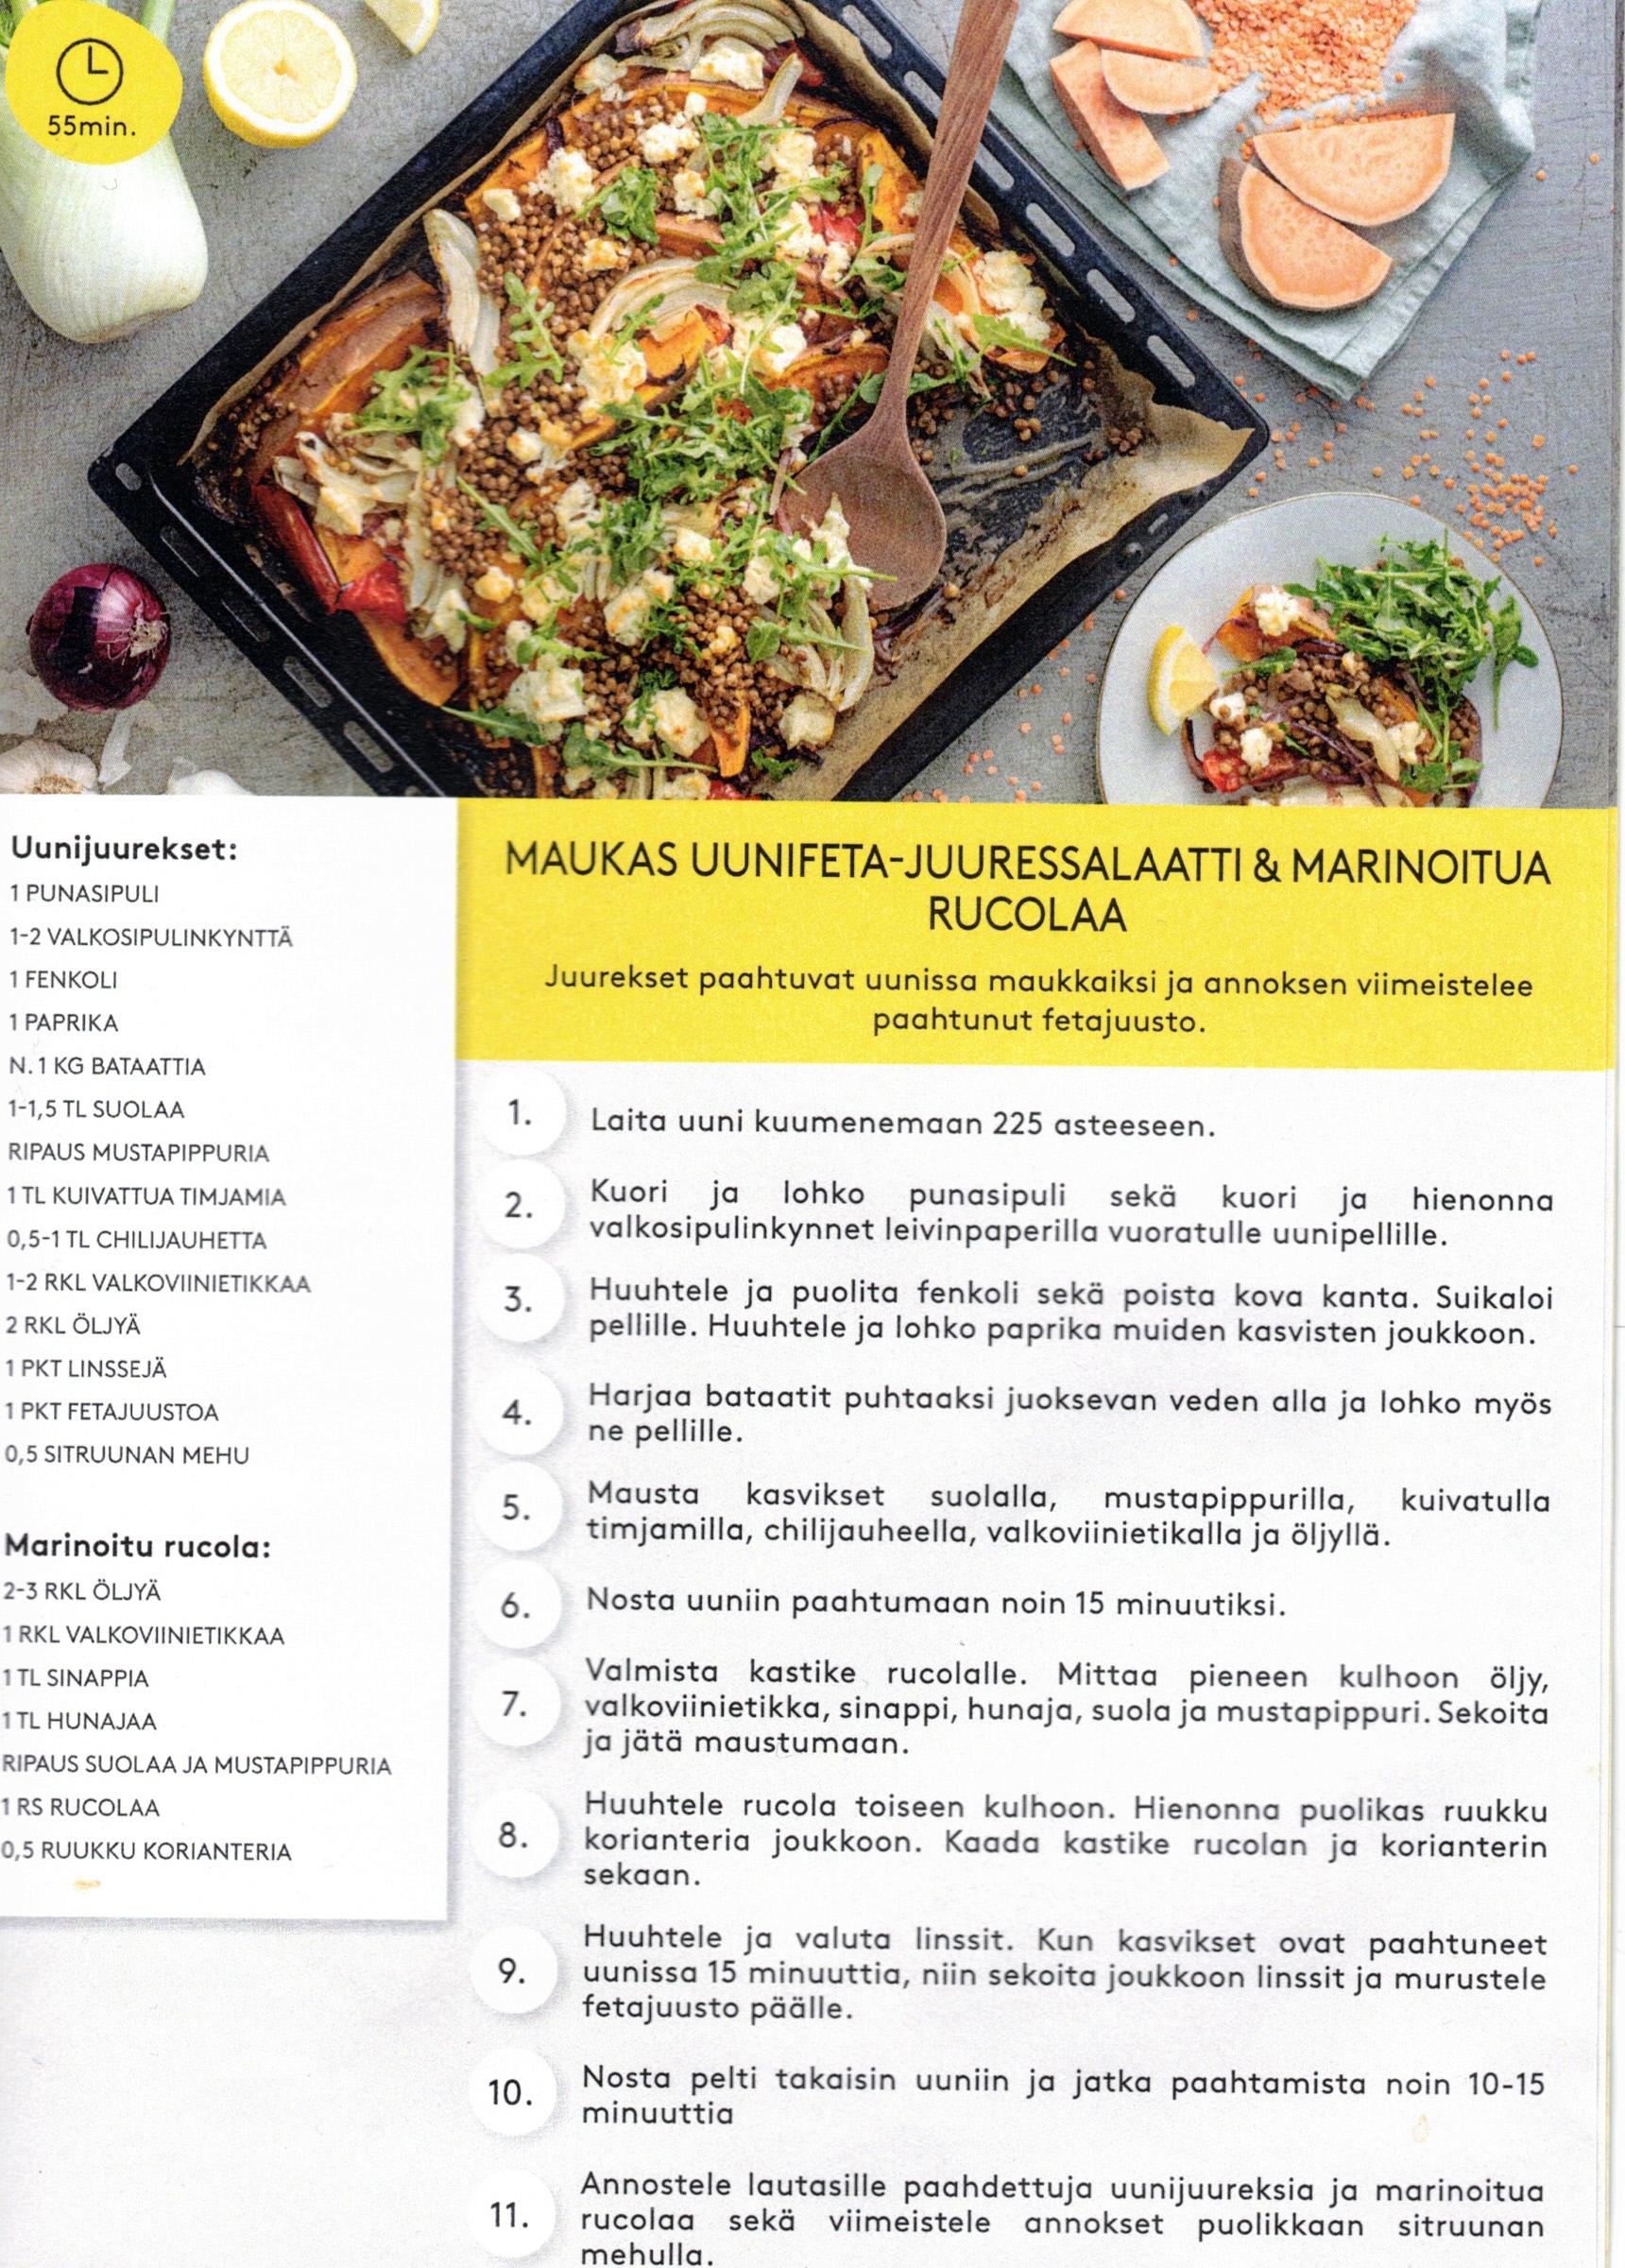 55min.
Uunijuurekset:
1 PUNASIPULI
1-2 VALKOSIPULINKYNTTÄ
1 FENKOLI
1 PAPRIKA
N. 1 KG BATAATTIA
1-1,5 TL SUOLAA
RIPAUS MUSTAPIPPURIA
1 TL KUIVATTUA TIMJAMIA
0,5-1 TL CHILIJAUHETTA
1-2 RKL VALKOVIINIETIKKAA
2 RKL ÖLJYÄ
1 PKT LINSSEJÄ
1 PKT FETAJUUSTOA
0,5 SITRUUNAN MEHU
Marinoitu rucola:
2-3 RKL ÖLJYÄ
1 RKL VALKOVIINIETIKKAA
1 TL SINAPPIA
1 TL HUNAJAA
RIPAUS SUOLAA JA MUSTAPIPPURIA
1 RS RUCOLAA
0,5 RUUKKU KORIANTERIA
MAUKAS UUNIFETA-JUURESSALAATTI & MARINOITUA
RUCOLAA
Juurekset paahtuvat uunissa maukkaiksi ja annoksen viimeistelee
paahtunut fetajuusto.
1. Laita uuni kuumenemaan 225 asteeseen.
2. Kuori ja lohko punasipuli sekä kuori ja hienonna
valkosipulinkynnet leivinpaperilla vuoratulle uunipellille.
3. Huuhtele ja puolita fenkoli sekä poista kova kanta. Suikaloi
pellille. Huuhtele ja lohko paprika muiden kasvisten joukkoon.
4. Harjaa bataatit puhtaaksi juoksevan veden alla ja lohko myös
ne pellille.
5. Mausta kasvikset suolalla, mustapippurilla, kuivatulla
timjamilla, chilijauheella, valkoviinietikalla ja öljyllä.
6. Nosta uuniin paahtumaan noin 15 minuutiksi.
7. Valmista kastike rucolalle. Mittaa pieneen kulhoon öljy,
valkoviinietikka, sinappi, hunaja, suola ja mustapippuri. Sekoita
ja jätä maustumaan.
8. Huuhtele rucola toiseen kulhoon. Hienonna puolikas ruukku
korianteria joukkoon. Kaada kastike rucolan ja korianterin
sekaan.
9. Huuhtele ja valuta linssit. Kun kasvikset ovat paahtuneet
uunissa 15 minuuttia, niin sekoita joukkoon linssit ja murustele
fetajuusto päälle.
10. Nosta pelti takaisin uuniin ja jatka paahtamista noin 10-15
minuuttia
11. Annostele lautasille paahdettuja uunijuureksia ja marinoitua
rucolaa sekä viimeistele annokset puolikkaan sitruunan
mehulla.